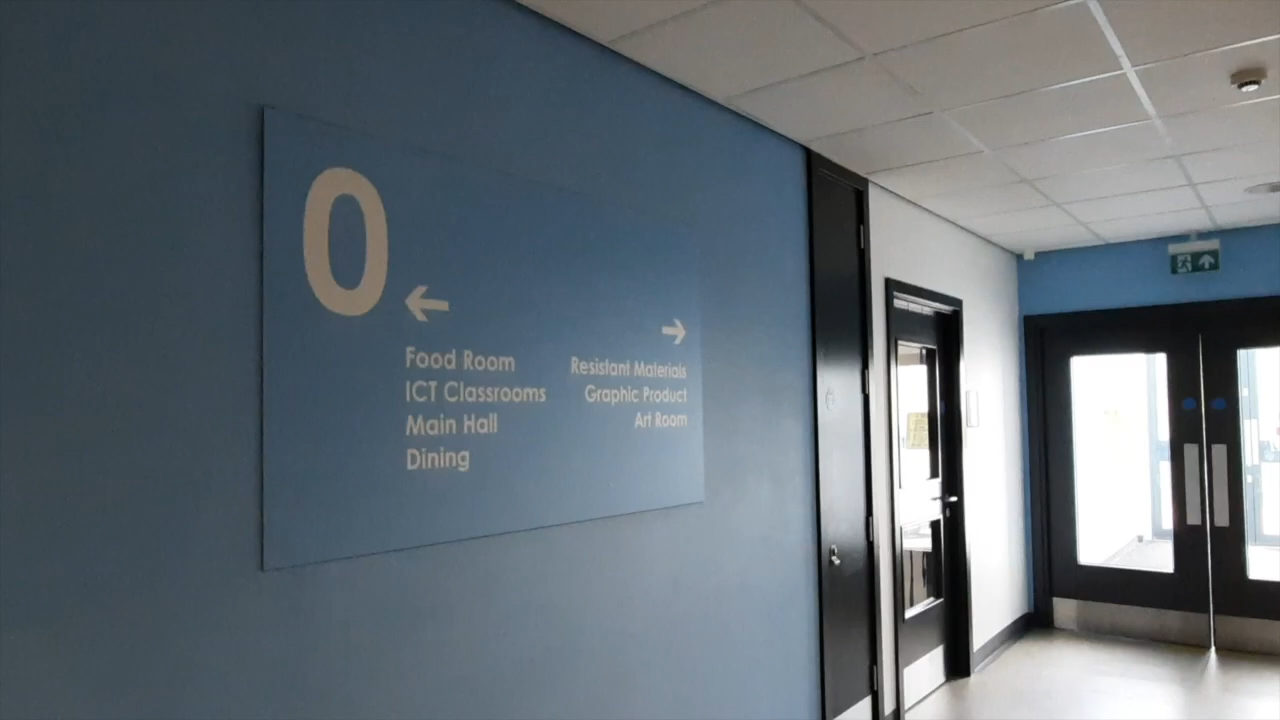 0
Food Room
ICT Classrooms
Main Hall
Dining
Resistant Materials
Graphic Product
Art Room